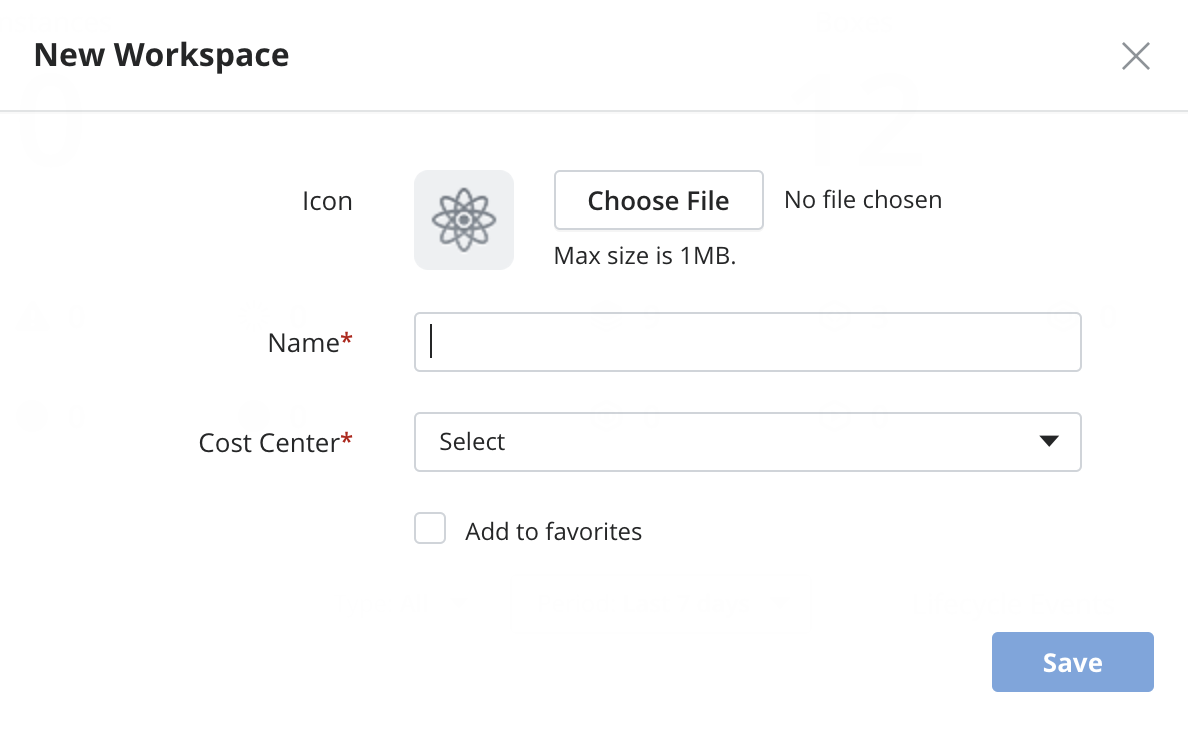 New Workspace
Icon
Choose File
No file chosen
Max size is 1MB.
Name*
Cost Center*
Select
Add to favorites
Save